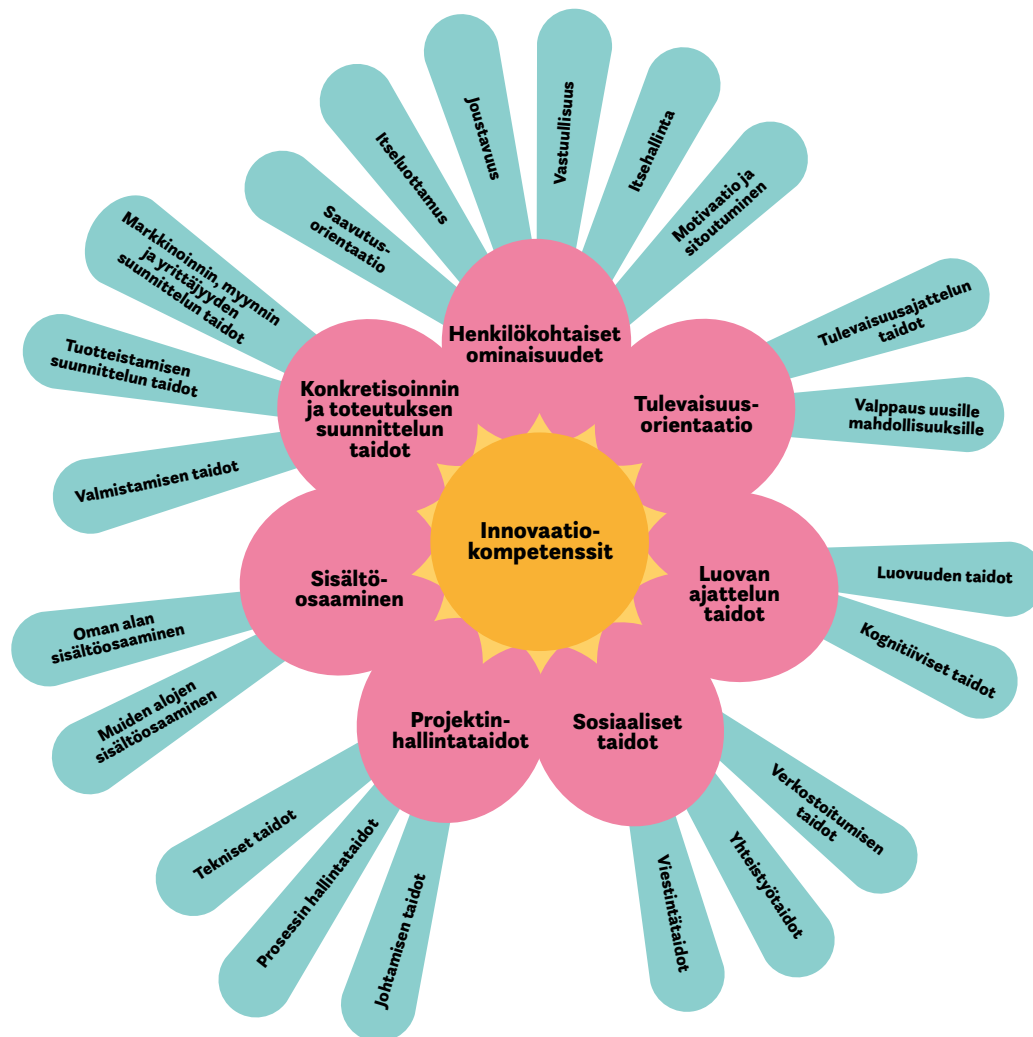 Innovaatio-
kompetenssit
Henkilökohtaiset
ominaisuudet
Saavutus-
orientaatio
Itseluottamus
Joustavuus
Vastuullisuus
Itsehallinta
Motivaatio ja
sitoutuminen
Tulevaisuus-
orientaatio
Tulevaisuusajattelun
taidot
Valppaus uusille
mahdollisuuksille
Luovan
ajattelun
taidot
Luovuuden taidot
Kognitiiviset taidot
Sosiaaliset
taidot
Verkostoitumisen
taidot
Yhteistyötaidot
Viestintätaidot
Projektin-
hallintataidot
Johtamisen taidot
Prosessin hallintataidot
Tekniset taidot
Sisältö-
osaaminen
Muiden alojen
sisältöosaaminen
Oman alan
sisältöosaaminen
Konkretisoinnin
ja toteutuksen
suunnittelun
taidot
Valmistamisen taidot
Tuotteistamisen
suunnittelun taidot
Markkinoinnin, myynnin
ja yrittäjyyden
suunnittelun taidot